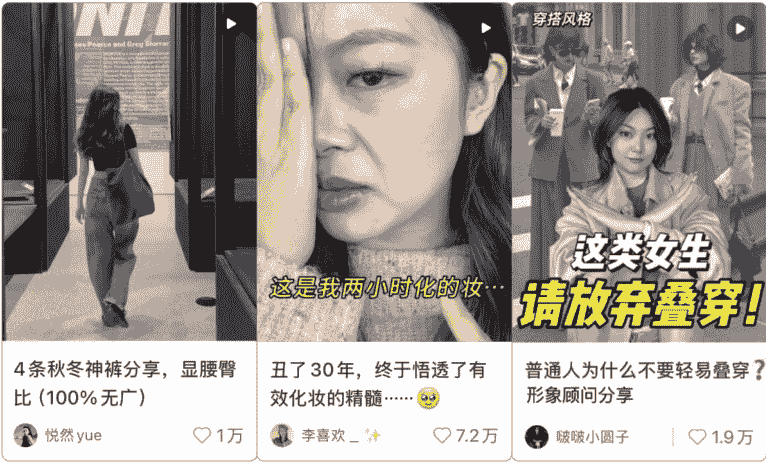 这是我两小时化的妆…
穿搭风格
这类女生
请放弃叠穿!
4条秋冬神裤分享,显腰臀
比(100%无广)
悦然yue
1万
丑了30年,终于悟透了有
效化妆的精髓……🥹
李喜欢_✨
7.2万
普通人为什么不要轻易叠穿❓
形象顾问分享
啵啵小圆子
1.9万